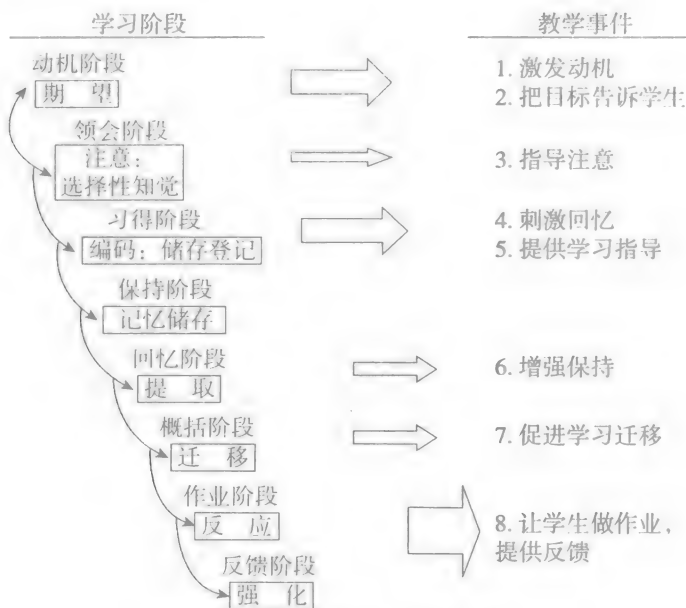 学习阶段
教学事件
动机阶段
期 望
1. 激发动机
2. 把目标告诉学生
领会阶段
注意：
选择性知觉
3. 指导注意
习得阶段
编码：储存登记
4. 刺激回忆
5. 提供学习指导
保持阶段
记忆储存
回忆阶段
提 取
6. 增强保持
概括阶段
迁 移
7. 促进学习迁移
作业阶段
反 应
8. 让学生做作业，
提供反馈
反馈阶段
强 化